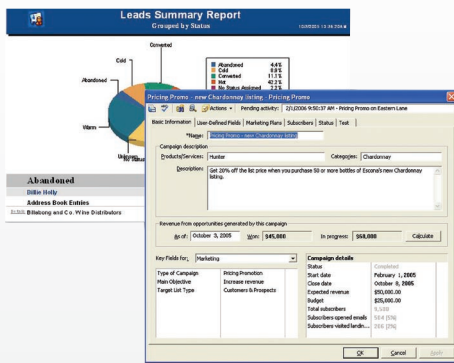 Leads Summary Report
Grouped by Status
Converted
Cold
Abandoned
Warm
Unknown
Abandoned 4.4%
Cold 8.9%
Converted 11.1%
Hot 42.2%
No Status Assigned 2.2%
Abandoned
Billie Holly
Address Book Entries
Billabong and Co. Wine Distributors
Pricing Promo - new Chardonnay listing - Pricing Promo
Actions
Pending activity: 2/1/2006 9:50:37 AM - Pricing Promo on Eastern Lane
Basic Information User-Defined Fields Marketing Plans Subscribers Status Test
*Name: Pricing Promo - new Chardonnay listing
Campaign description
Products/Services: Hunter
Categories: Chardonnay
Description: Get 20% off the list price when you purchase 50 or more bottles of Escona's new Chardonnay
listing.
Revenue from opportunities generated by this campaign
As of: October 3, 2005 Won: $45,000 In progress: $60,000 Calculate
Key Fields for: Marketing
Type of Campaign Pricing Promotion
Main Objective Increase revenue
Target List Type Customers & Prospects
Campaign details
Status Completed
Start date February 1, 2005
Close date October 8, 2005
Expected revenue $50,000.00
Budget $25,000.00
Total subscribers 9,500
Subscribers opened emails
Subscribers visited landin...
OK Cancel Apply